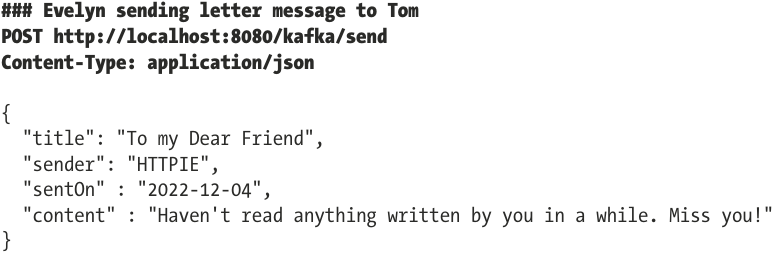 ### Evelyn sending letter message to Tom
POST http://localhost:8080/kafka/send
Content-Type: application/json
{
"title": "To my Dear Friend",
"sender": "HTTPIE",
"sentOn" : "2022-12-04",
"content" : "Haven't read anything written by you in a while. Miss you!"
}